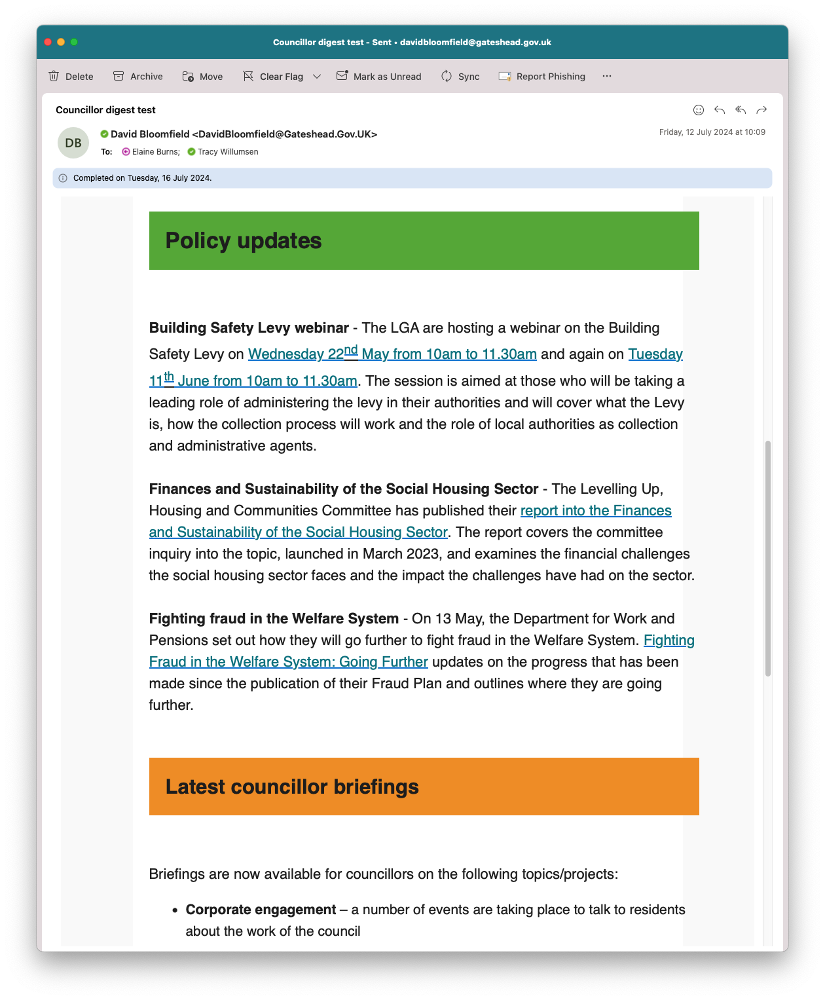 Councillor digest test - Sent • davidbloomfield@gateshead.gov.uk
Delete Archive Move Clear Flag Mark as Unread Sync Report Phishing ···
Councillor digest test
DB
David Bloomfield <DavidBloomfield@Gateshead.Gov.UK>
Friday, 12 July 2024 at 10:09
To: Elaine Burns; Tracy Willumsen
Completed on Tuesday, 16 July 2024.
Policy updates
Building Safety Levy webinar - The LGA are hosting a webinar on the Building
Safety Levy on Wednesday 22nd May from 10am to 11.30am and again on Tuesday
11th June from 10am to 11.30am. The session is aimed at those who will be taking a
leading role of administering the levy in their authorities and will cover what the Levy
is, how the collection process will work and the role of local authorities as collection
and administrative agents.
Finances and Sustainability of the Social Housing Sector - The Levelling Up,
Housing and Communities Committee has published their report into the Finances
and Sustainability of the Social Housing Sector. The report covers the committee
inquiry into the topic, launched in March 2023, and examines the financial challenges
the social housing sector faces and the impact the challenges have had on the sector.
Fighting fraud in the Welfare System - On 13 May, the Department for Work and
Pensions set out how they will go further to fight fraud in the Welfare System. Fighting
Fraud in the Welfare System: Going Further updates on the progress that has been
made since the publication of their Fraud Plan and outlines where they are going
further.
Latest councillor briefings
Briefings are now available for councillors on the following topics/projects:
• Corporate engagement – a number of events are taking place to talk to residents
about the work of the council